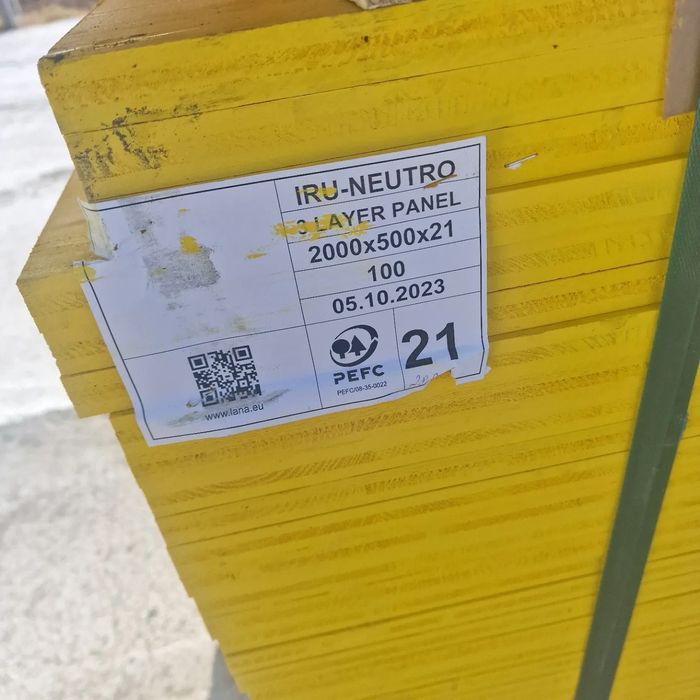 IRU-NEUTRO
3 LAYER PANEL
2000x500x21
100
05.10.2023
www.lana.eu
PEFC
PEFC/08-35-0022
21